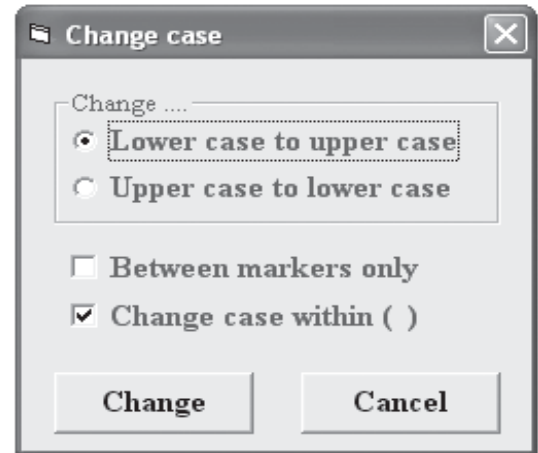 Change case
Change ....
Lower case to upper case
Upper case to lower case
Between markers only
Change case within ( )
Change Cancel